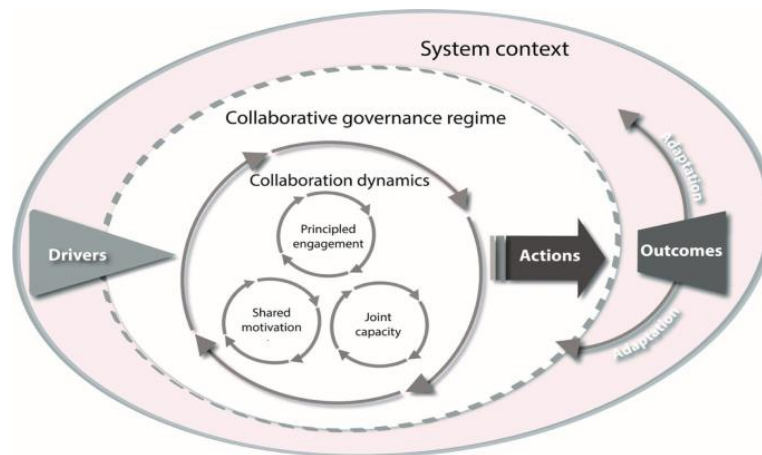 System context
Collaborative governance regime
Collaboration dynamics
Principled
engagement
Shared
motivation
Joint
capacity
Drivers
Actions
Outcomes
Adaptation
Adaptation